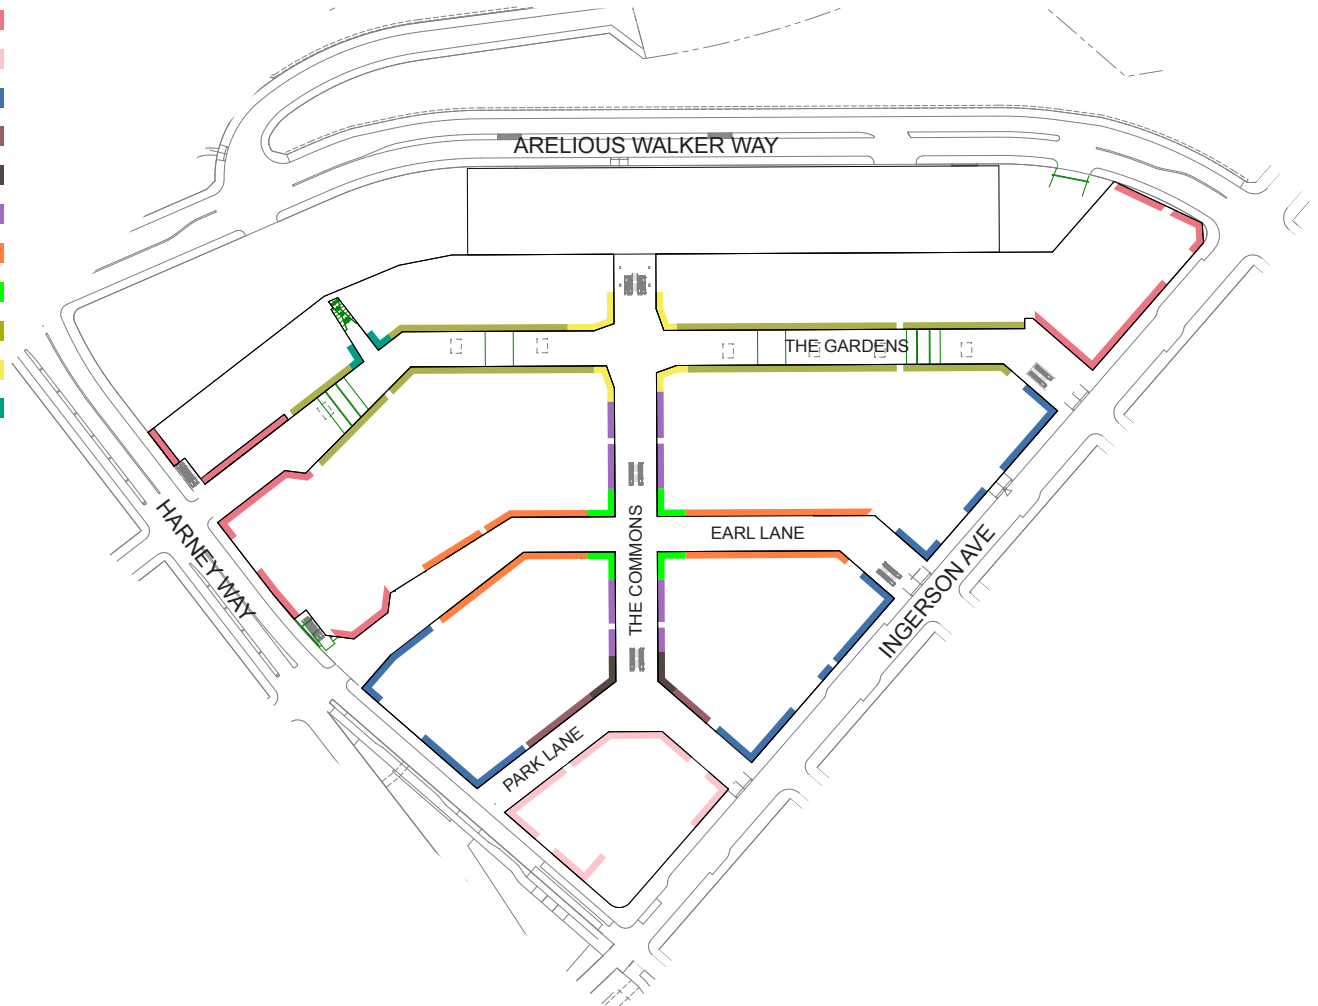 ARELIOUS WALKER WAY
THE GARDENS
HARNEY WAY
THE COMMONS
EARL LANE
INGERSON AVE
PARK LANE